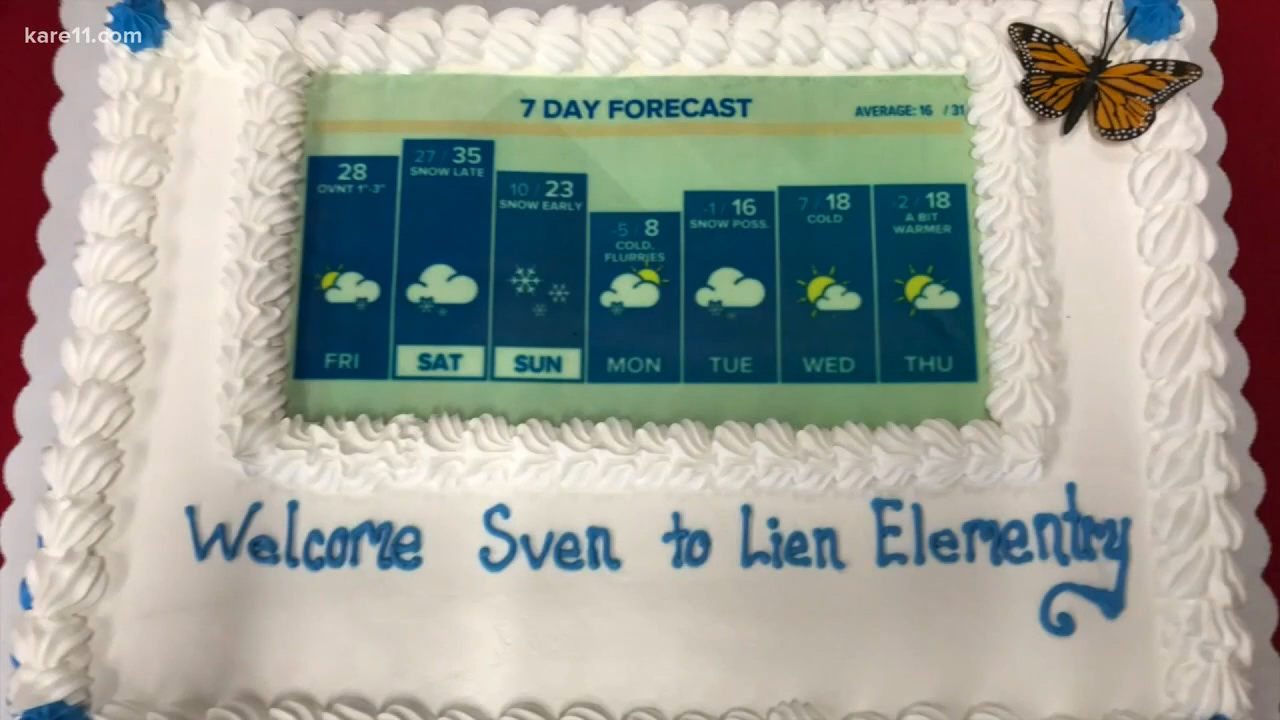 kare11.com
7 DAY FORECAST
AVERAGE: 16 / 31
28
OVNT 1"-3"
FRI
27 / 35
SNOW LATE
SAT
10 / 23
SNOW EARLY
SUN
-5 / 8
COLD,
FLURRIES
MON
-1 / 16
SNOW POSS.
TUE
7 / 18
COLD
WED
-2 / 18
A BIT
WARMER
THU
Welcome Sven to Lien Elementry